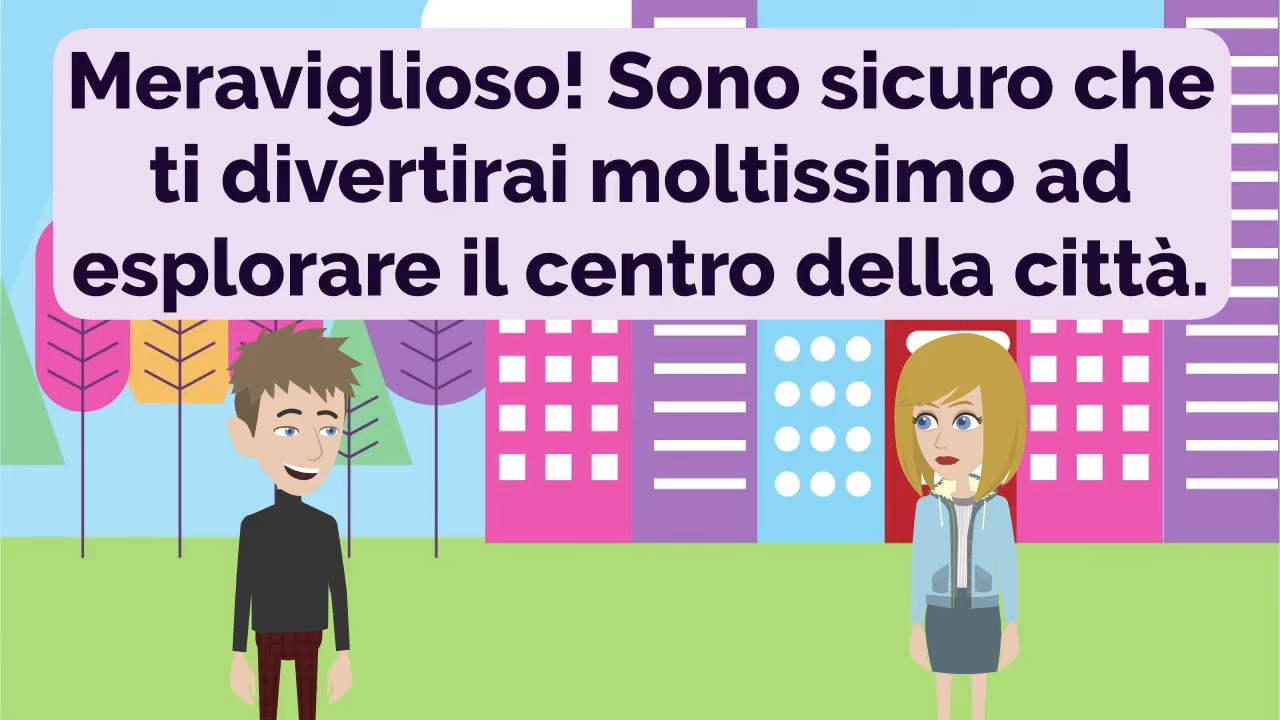 Meraviglioso! Sono sicuro che
ti divertirai moltissimo ad
esplorare il centro della città.